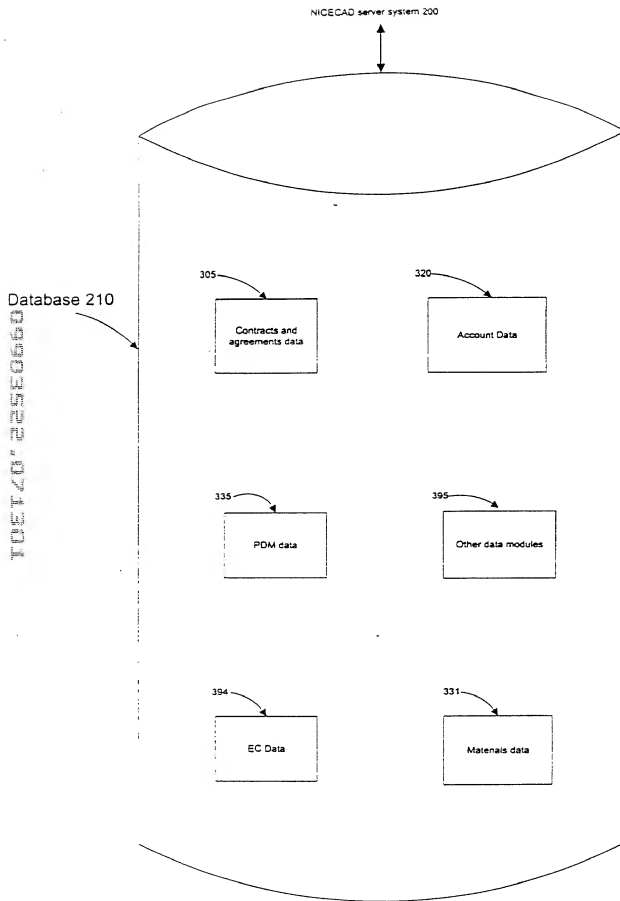 NICECAD server system 200
305
320
Database 210
Contracts and
agreements data
Account Data
335
395
PDM data
Other data modules
394
331
EC Data
Materials data